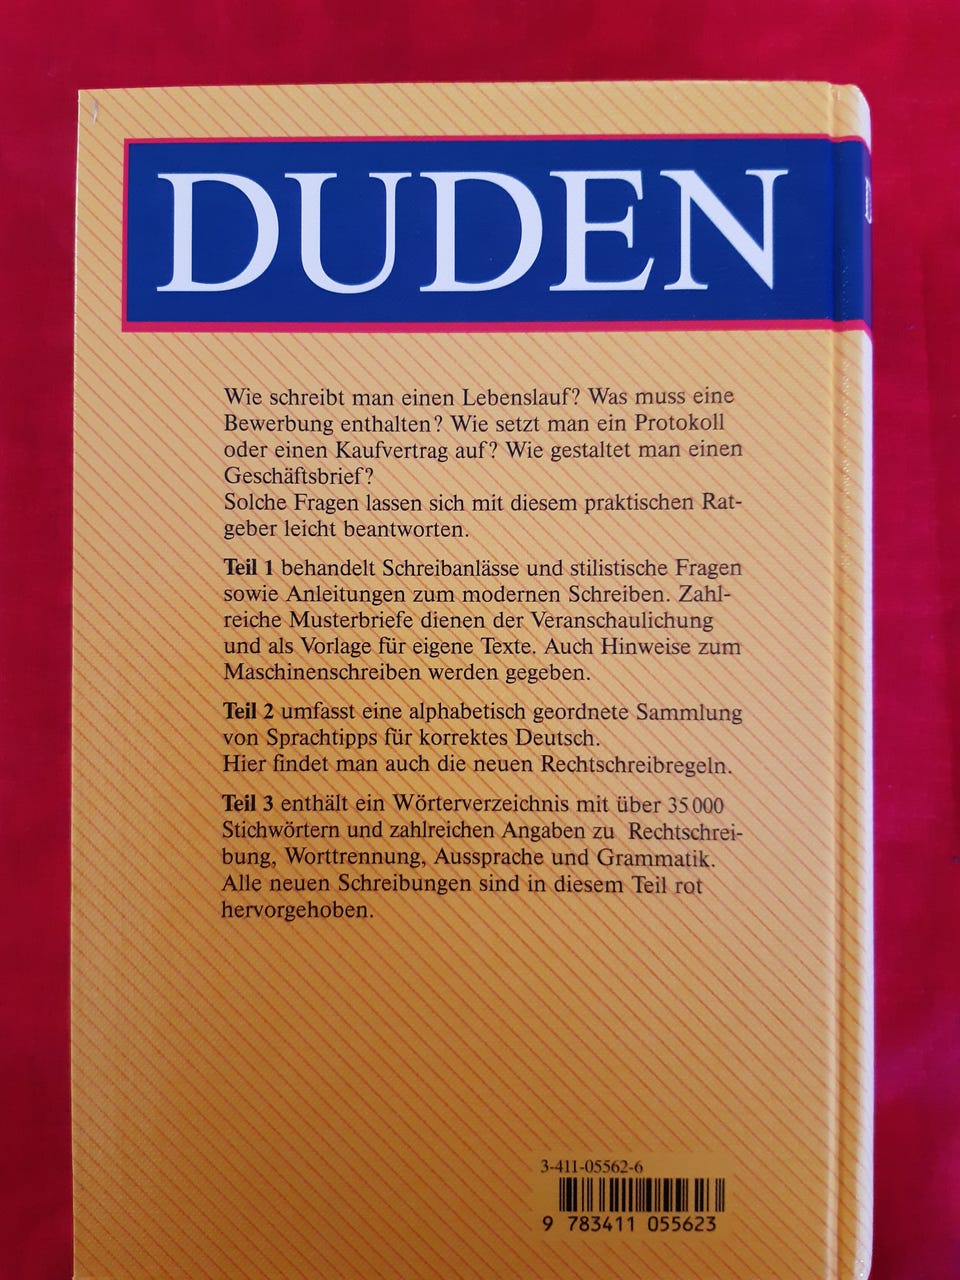 DUDEN
Wie schreibt man einen Lebenslauf? Was muss eine
Bewerbung enthalten? Wie setzt man ein Protokoll
oder einen Kaufvertrag auf? Wie gestaltet man einen
Geschäftsbrief?
Solche Fragen lassen sich mit diesem praktischen Rat-
geber leicht beantworten.
Teil 1 behandelt Schreibanlässe und stilistische Fragen
sowie Anleitungen zum modernen Schreiben. Zahl-
reiche Musterbriefe dienen der Veranschaulichung
und als Vorlage für eigene Texte. Auch Hinweise zum
Maschinenschreiben werden gegeben.
Teil 2 umfasst eine alphabetisch geordnete Sammlung
von Sprachtipps für korrektes Deutsch.
Hier findet man auch die neuen Rechtschreibregeln.
Teil 3 enthält ein Wörterverzeichnis mit über 35 000
Stichwörtern und zahlreichen Angaben zu Rechtschrei-
bung, Worttrennung, Aussprache und Grammatik.
Alle neuen Schreibungen sind in diesem Teil rot
hervorgehoben.
3-411-05562-6
9 783411 055623